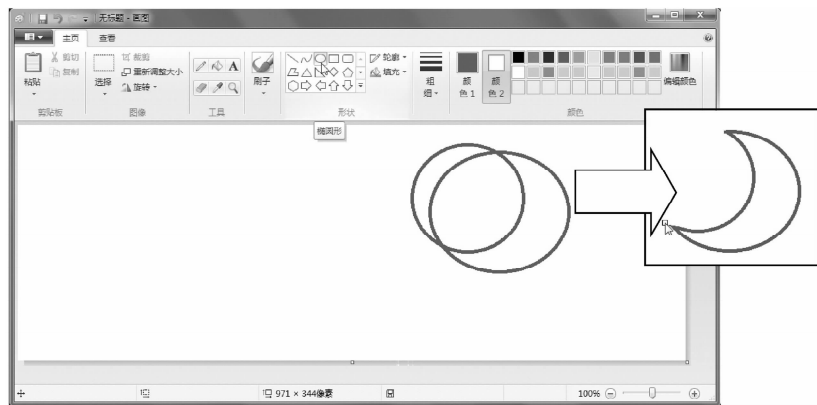 无标题 - 画图
主页 查看
粘贴 剪切 复制 选择 裁剪 重新调整大小 旋转 A 刷子 轮廓 填充 粗细 颜色 1 颜色 2 编辑颜色
剪贴板 图像 工具 形状 颜色
椭圆形
971 × 344像素 100%